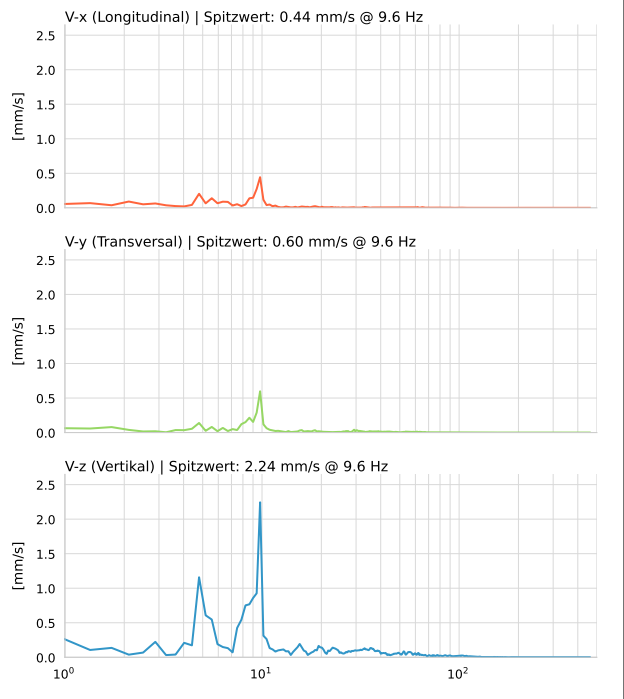 V-x (Longitudinal) | Spitzwert: 0.44 mm/s @ 9.6 Hz
2.5
2.0
1.5
1.0
0.5
0.0
[mm/s]
V-y (Transversal) | Spitzwert: 0.60 mm/s @ 9.6 Hz
2.5
2.0
1.5
1.0
0.5
0.0
[mm/s]
V-z (Vertikal) | Spitzwert: 2.24 mm/s @ 9.6 Hz
2.5
2.0
1.5
1.0
0.5
0.0
[mm/s]
10⁰ 10¹ 10²